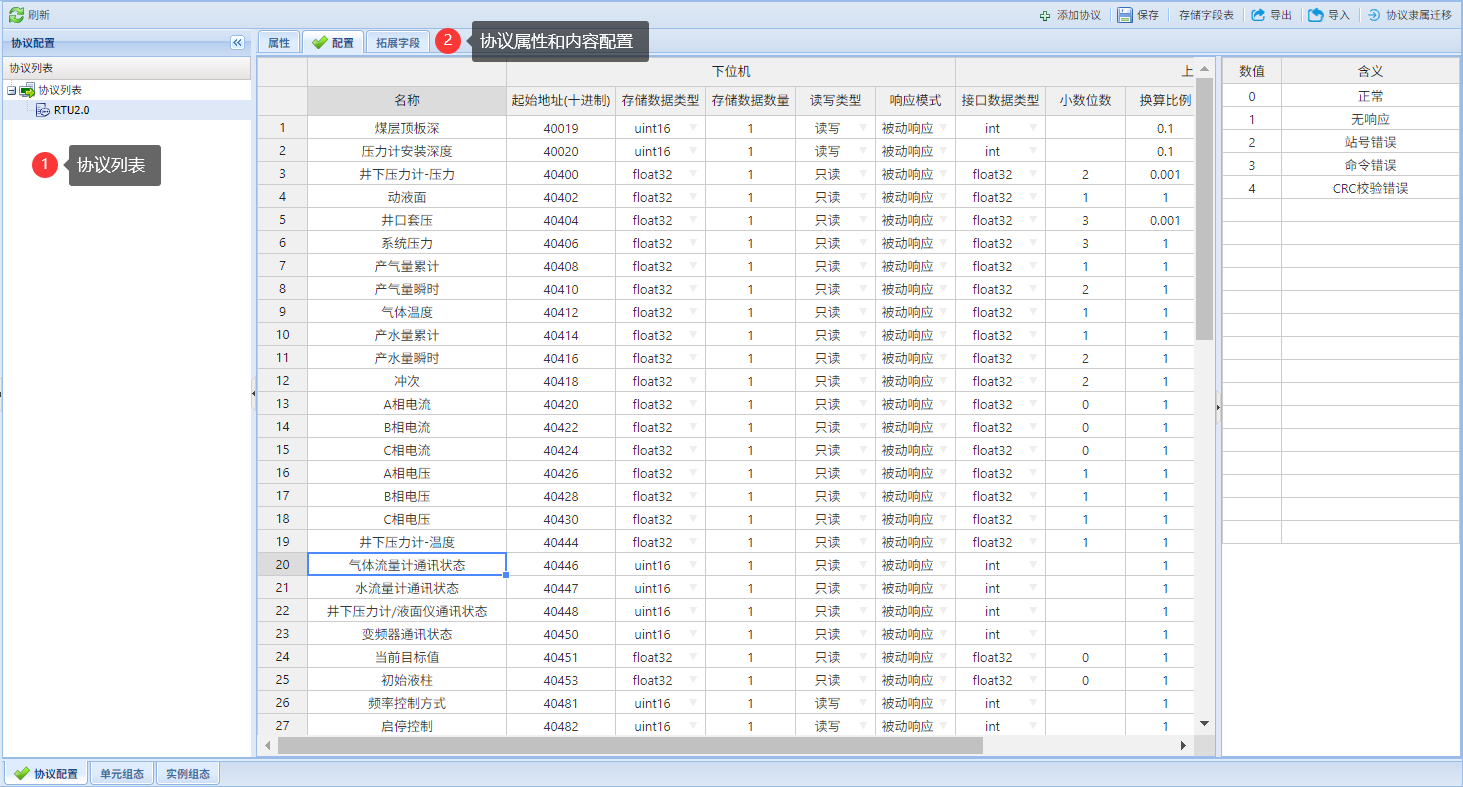 刷新 添加协议 保存 存储字段表 导出 导入 协议隶属迁移
协议配置 属性 配置 拓展字段 2 协议属性和内容配置
协议列表
协议列表
RTU2.0
1 协议列表
下位机 上
名称 起始地址(十进制) 存储数据类型 存储数据数量 读写类型 响应模式 接口数据类型 小数位数 换算比例
1 煤层顶板深 40019 uint16 1 读写 被动响应 int 0.1
2 压力计安装深度 40020 uint16 1 读写 被动响应 int 0.1
3 井下压力计-压力 40400 float32 1 只读 被动响应 float32 2 0.001
4 动液面 40402 float32 1 只读 被动响应 float32 1 1
5 井口套压 40404 float32 1 只读 被动响应 float32 3 0.001
6 系统压力 40406 float32 1 只读 被动响应 float32 3 1
7 产气量累计 40408 float32 1 只读 被动响应 float32 1 1
8 产气量瞬时 40410 float32 1 只读 被动响应 float32 2 1
9 气体温度 40412 float32 1 只读 被动响应 float32 1 1
10 产水量累计 40414 float32 1 只读 被动响应 float32 1 1
11 产水量瞬时 40416 float32 1 只读 被动响应 float32 2 1
12 冲次 40418 float32 1 只读 被动响应 float32 2 1
13 A相电流 40420 float32 1 只读 被动响应 float32 0 1
14 B相电流 40422 float32 1 只读 被动响应 float32 0 1
15 C相电流 40424 float32 1 只读 被动响应 float32 0 1
16 A相电压 40426 float32 1 只读 被动响应 float32 1 1
17 B相电压 40428 float32 1 只读 被动响应 float32 1 1
18 C相电压 40430 float32 1 只读 被动响应 float32 1 1
19 井下压力计-温度 40444 float32 1 只读 被动响应 float32 1 1
20 气体流量计通讯状态 40446 uint16 1 只读 被动响应 int 1
21 水流量计通讯状态 40447 uint16 1 只读 被动响应 int 1
22 井下压力计/液面仪通讯状态 40448 uint16 1 只读 被动响应 int 1
23 变频器通讯状态 40450 uint16 1 只读 被动响应 int 1
24 当前目标值 40451 float32 1 只读 被动响应 float32 0 1
25 初始液柱 40453 float32 1 只读 被动响应 float32 0 1
26 频率控制方式 40481 uint16 1 读写 被动响应 int 1
27 启停控制 40482 uint16 1 读写 被动响应 int 1
数值 含义
0 正常
1 无响应
2 站号错误
3 命令错误
4 CRC校验错误
协议配置 单元组态 实例组态